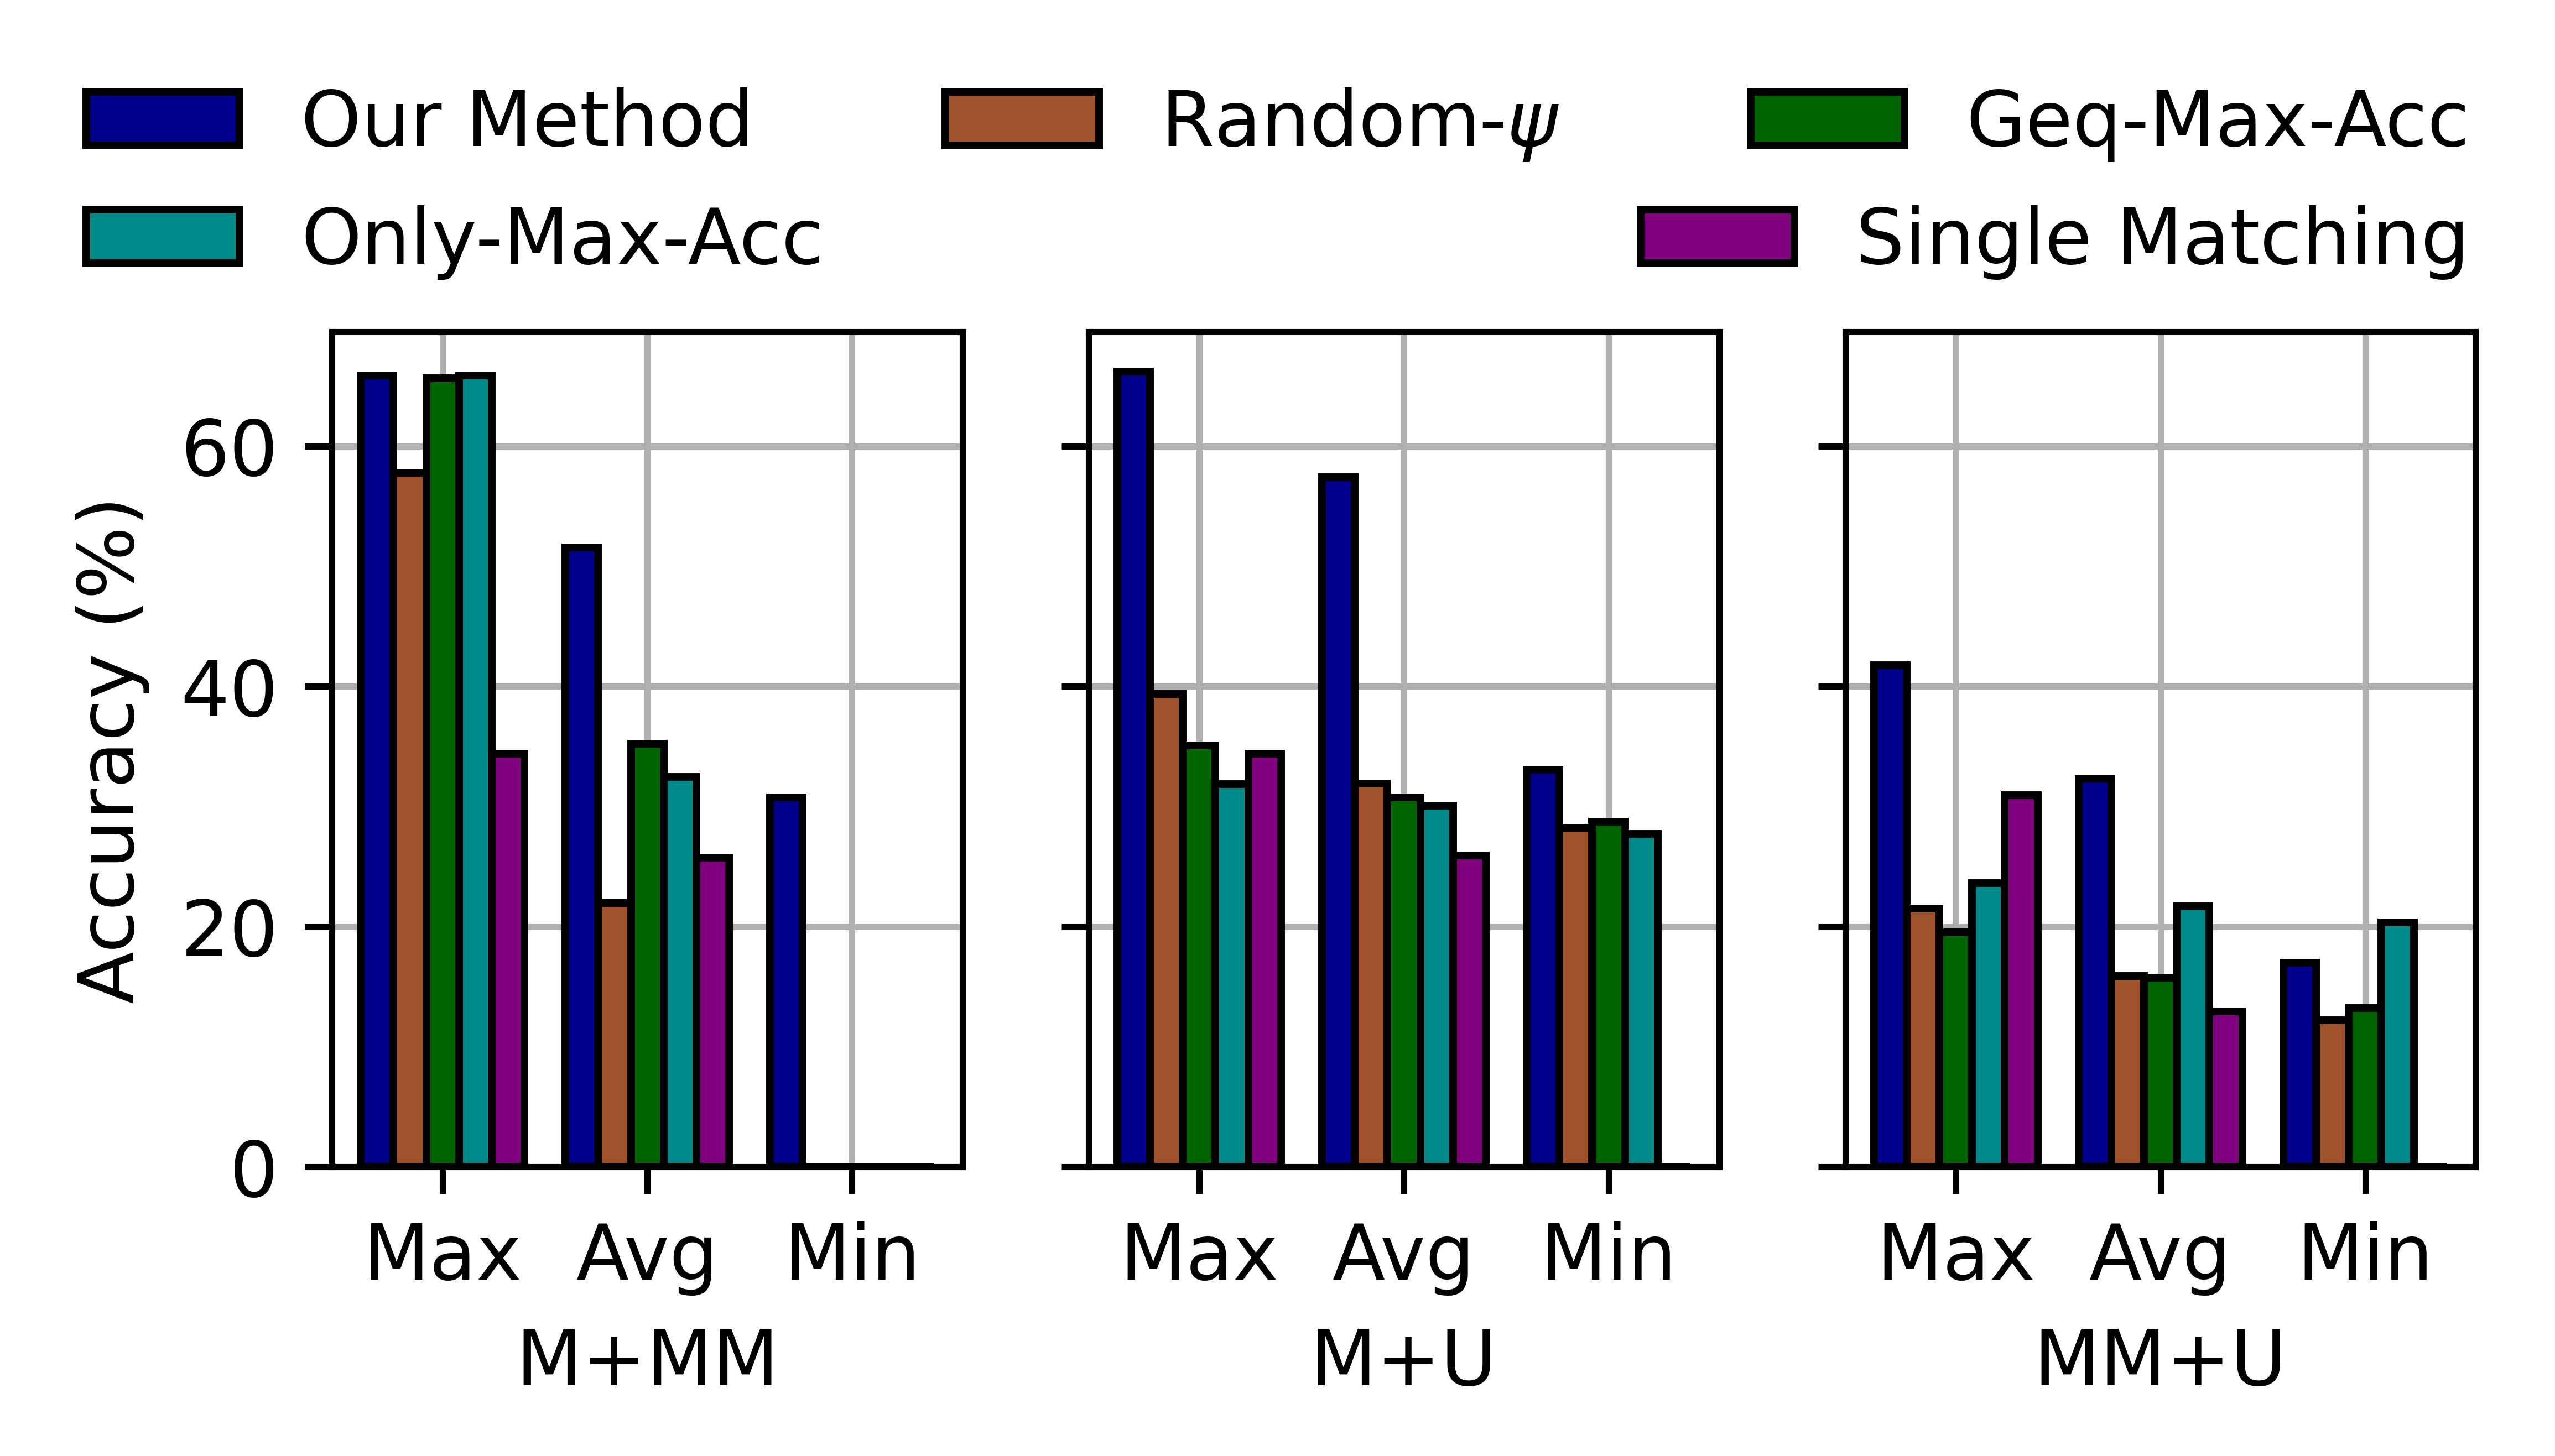 Our Method Random-ψ Geq-Max-Acc
Only-Max-Acc Single Matching
Accuracy (%)
60
40
20
0
Max Avg Min Max Avg Min Max Avg Min
M+MM M+U MM+U